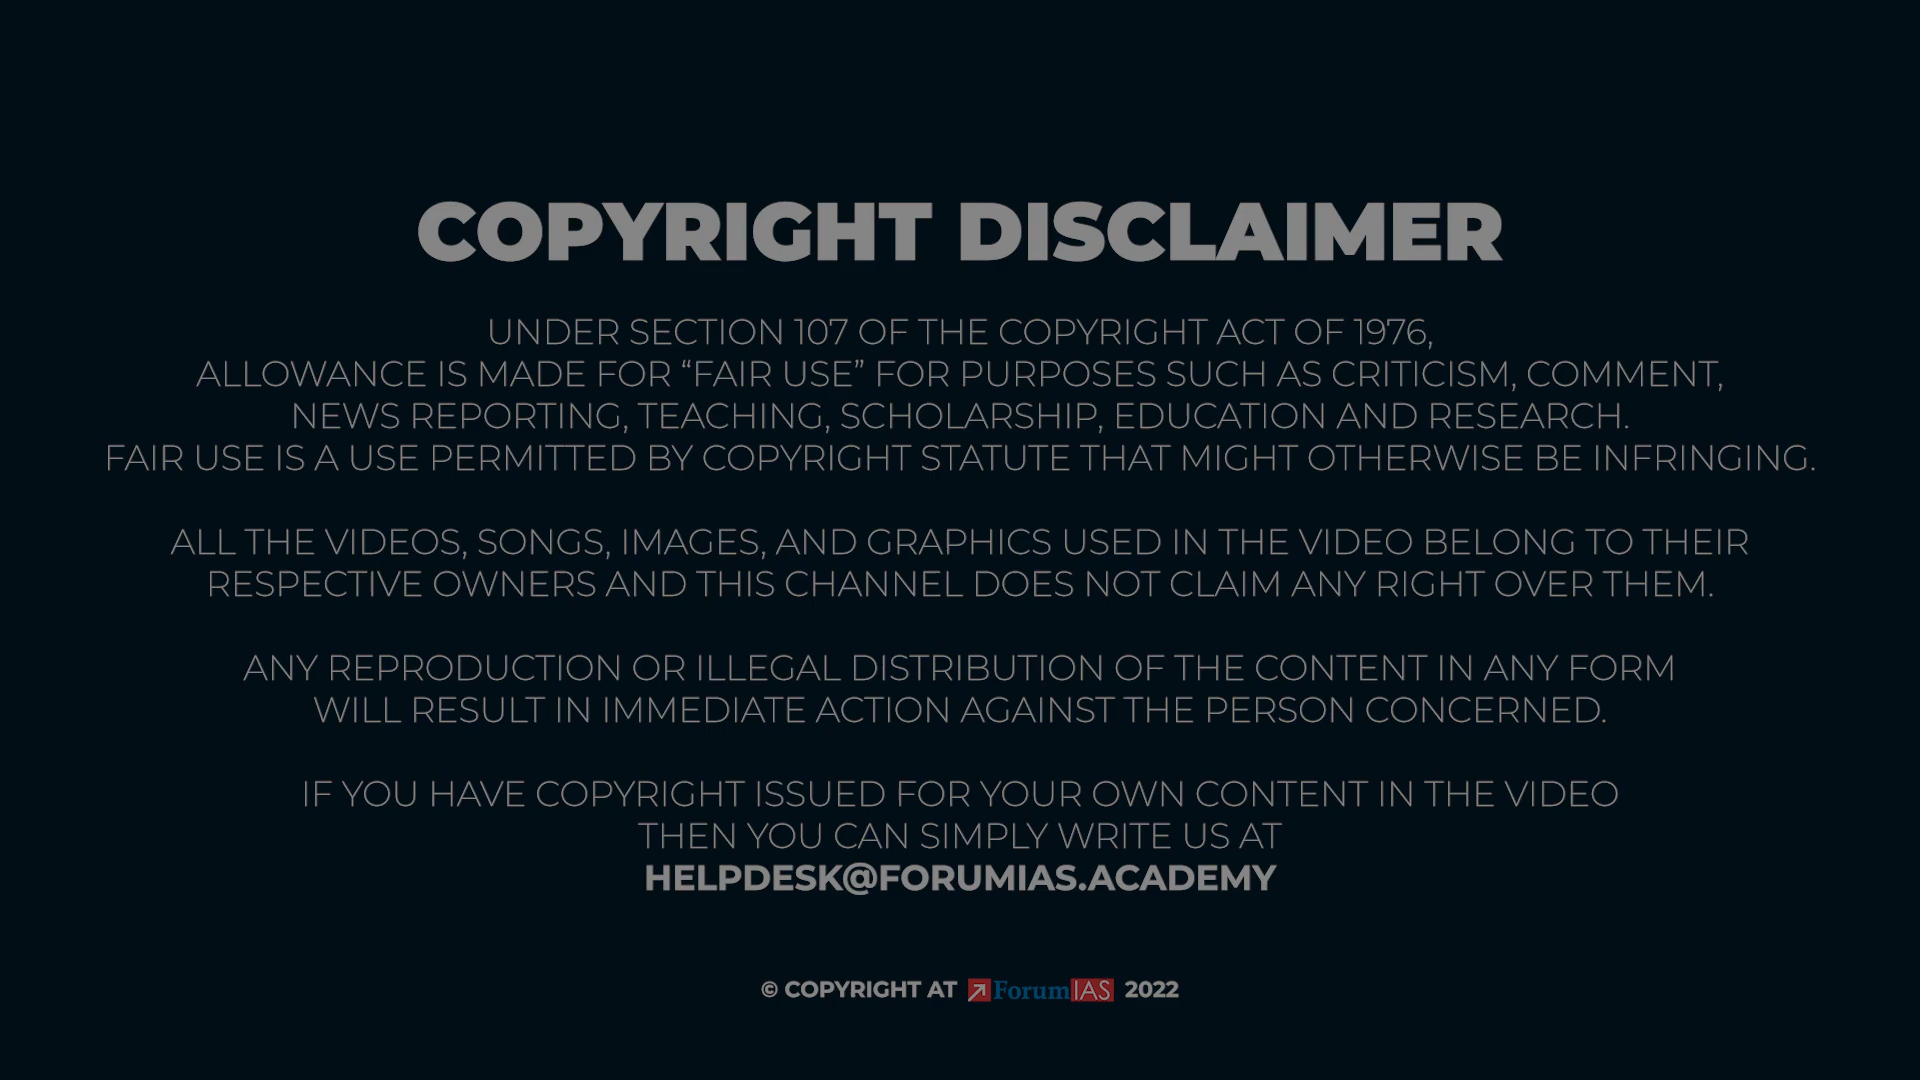 COPYRIGHT DISCLAIMER
UNDER SECTION 107 OF THE COPYRIGHT ACT OF 1976,
ALLOWANCE IS MADE FOR “FAIR USE” FOR PURPOSES SUCH AS CRITICISM, COMMENT,
NEWS REPORTING, TEACHING, SCHOLARSHIP, EDUCATION AND RESEARCH.
FAIR USE IS A USE PERMITTED BY COPYRIGHT STATUTE THAT MIGHT OTHERWISE BE INFRINGING.
ALL THE VIDEOS, SONGS, IMAGES, AND GRAPHICS USED IN THE VIDEO BELONG TO THEIR
RESPECTIVE OWNERS AND THIS CHANNEL DOES NOT CLAIM ANY RIGHT OVER THEM.
ANY REPRODUCTION OR ILLEGAL DISTRIBUTION OF THE CONTENT IN ANY FORM
WILL RESULT IN IMMEDIATE ACTION AGAINST THE PERSON CONCERNED.
IF YOU HAVE COPYRIGHT ISSUED FOR YOUR OWN CONTENT IN THE VIDEO
THEN YOU CAN SIMPLY WRITE US AT
HELPDESK@FORUMIAS.ACADEMY
© COPYRIGHT AT ForumIAS 2022